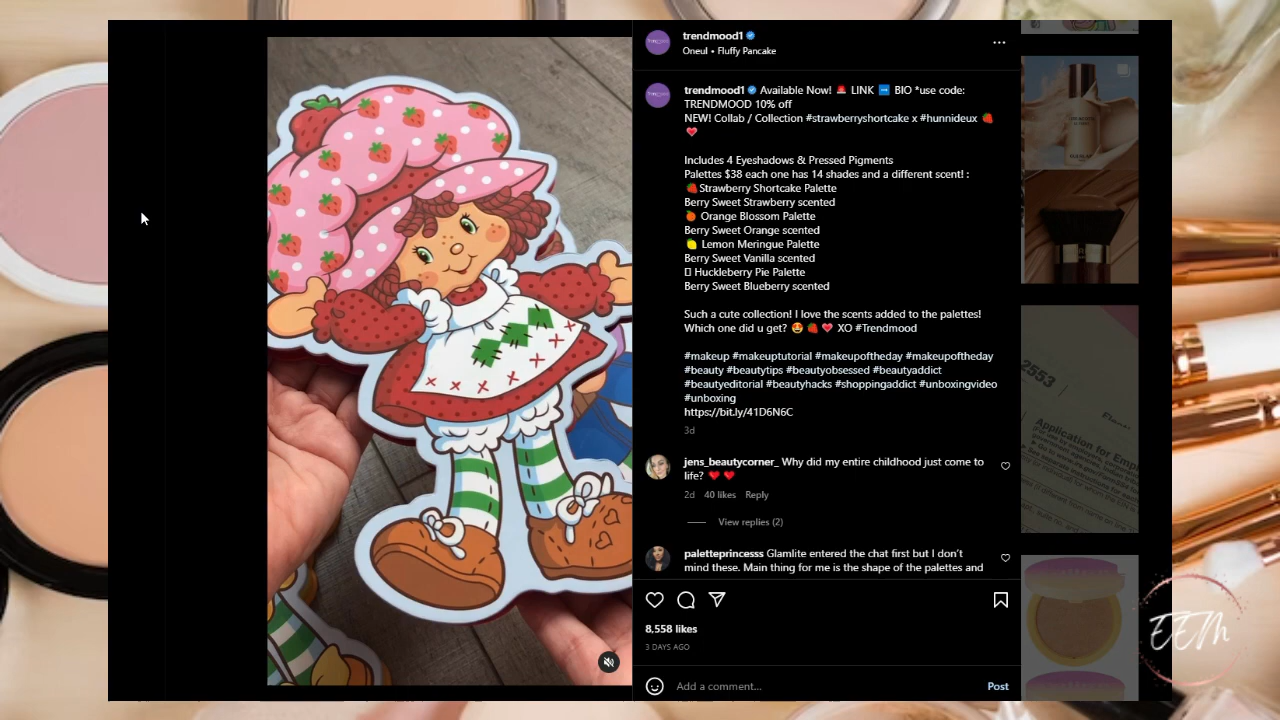 trendmood1
Oneul • Fluffy Pancake
trendmood1 Available Now! 🚨 LINK ➡️ BIO *use code:
TRENDMOOD 10% off
NEW! Collab / Collection #strawberryshortcake x #hunnideux 🍓
❤️
Includes 4 Eyeshadows & Pressed Pigments
Palettes $38 each one has 14 shades and a different scent! :
🍓Strawberry Shortcake Palette
Berry Sweet Strawberry scented
🍊 Orange Blossom Palette
Berry Sweet Orange scented
🍋 Lemon Meringue Palette
Berry Sweet Vanilla scented
▯ Huckleberry Pie Palette
Berry Sweet Blueberry scented
Such a cute collection! I love the scents added to the palettes!
Which one did u get? 😍 🍓 ❤️ XO #Trendmood
#makeup #makeuptutorial #makeupoftheday #makeupoftheday
#beauty #beautytips #beautyobsessed #beautyaddict
#beautyeditorial #beautyhacks #shoppingaddict #unboxingvideo
#unboxing
https://bit.ly/41D6N6C
3d
jens_beautycorner_ Why did my entire childhood just come to
life? ❤️ ❤️
2d 40 likes Reply
View replies (2)
paletteprincesss Glamlite entered the chat first but I don't
mind these. Main thing for me is the shape of the palettes and
8,558 likes
3 DAYS AGO
Add a comment...
Post
2553
Application for Empl
EEM